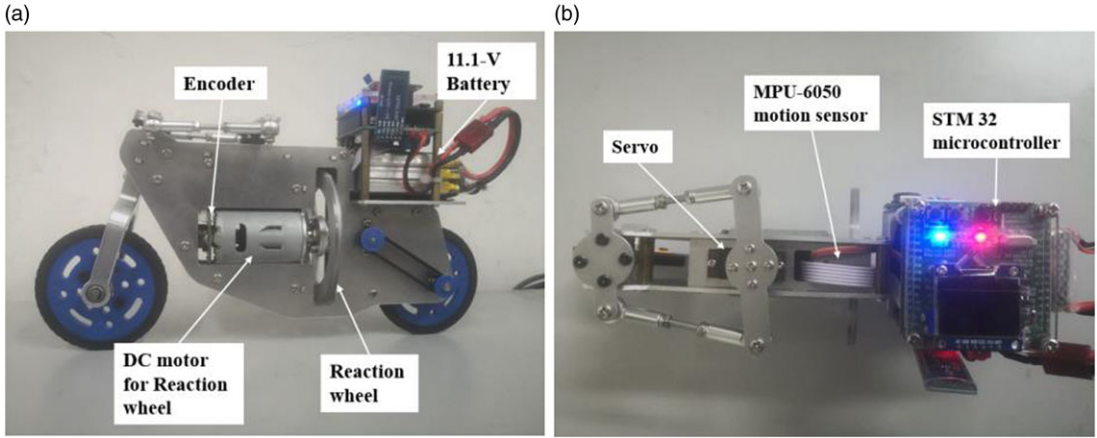 (a)
(b)
Encoder
11.1-V
Battery
DC motor
for Reaction
wheel
Reaction
wheel
Servo
MPU-6050
motion sensor
STM 32
microcontroller